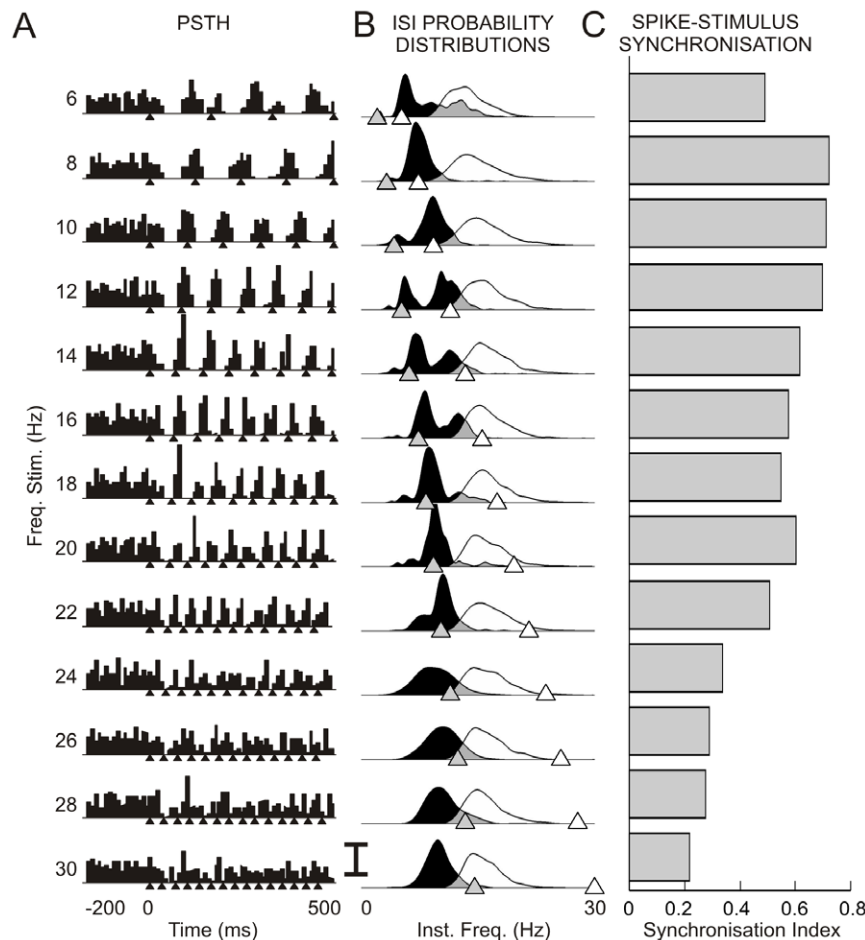 A
PSTH
B
ISI PROBABILITY
DISTRIBUTIONS
C
SPIKE-STIMULUS
SYNCHRONISATION
Freq. Stim. (Hz)
6
8
10
12
14
16
18
20
22
24
26
28
30
-200 0 500
Time (ms)
0 30
Inst. Freq. (Hz)
0 0.2 0.4 0.6 0.8
Synchronisation Index